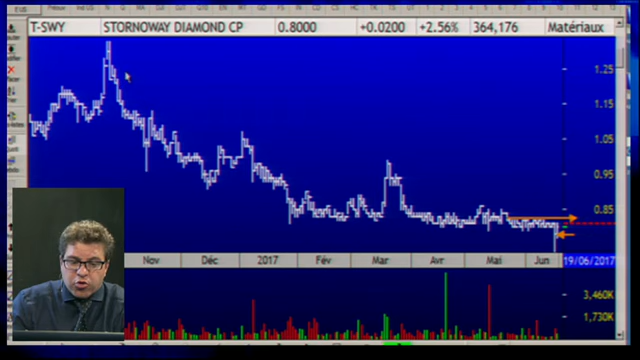 T-SWY STORNOWAY DIAMOND CP 0.8000 +0.0200 +2.56% 364,176 Matériaux
1.25
1.15
1.05
0.95
0.85
Nov Déc 2017 Fév Mar Avr Mai Jun 19/06/2017
3,460K
1,730K